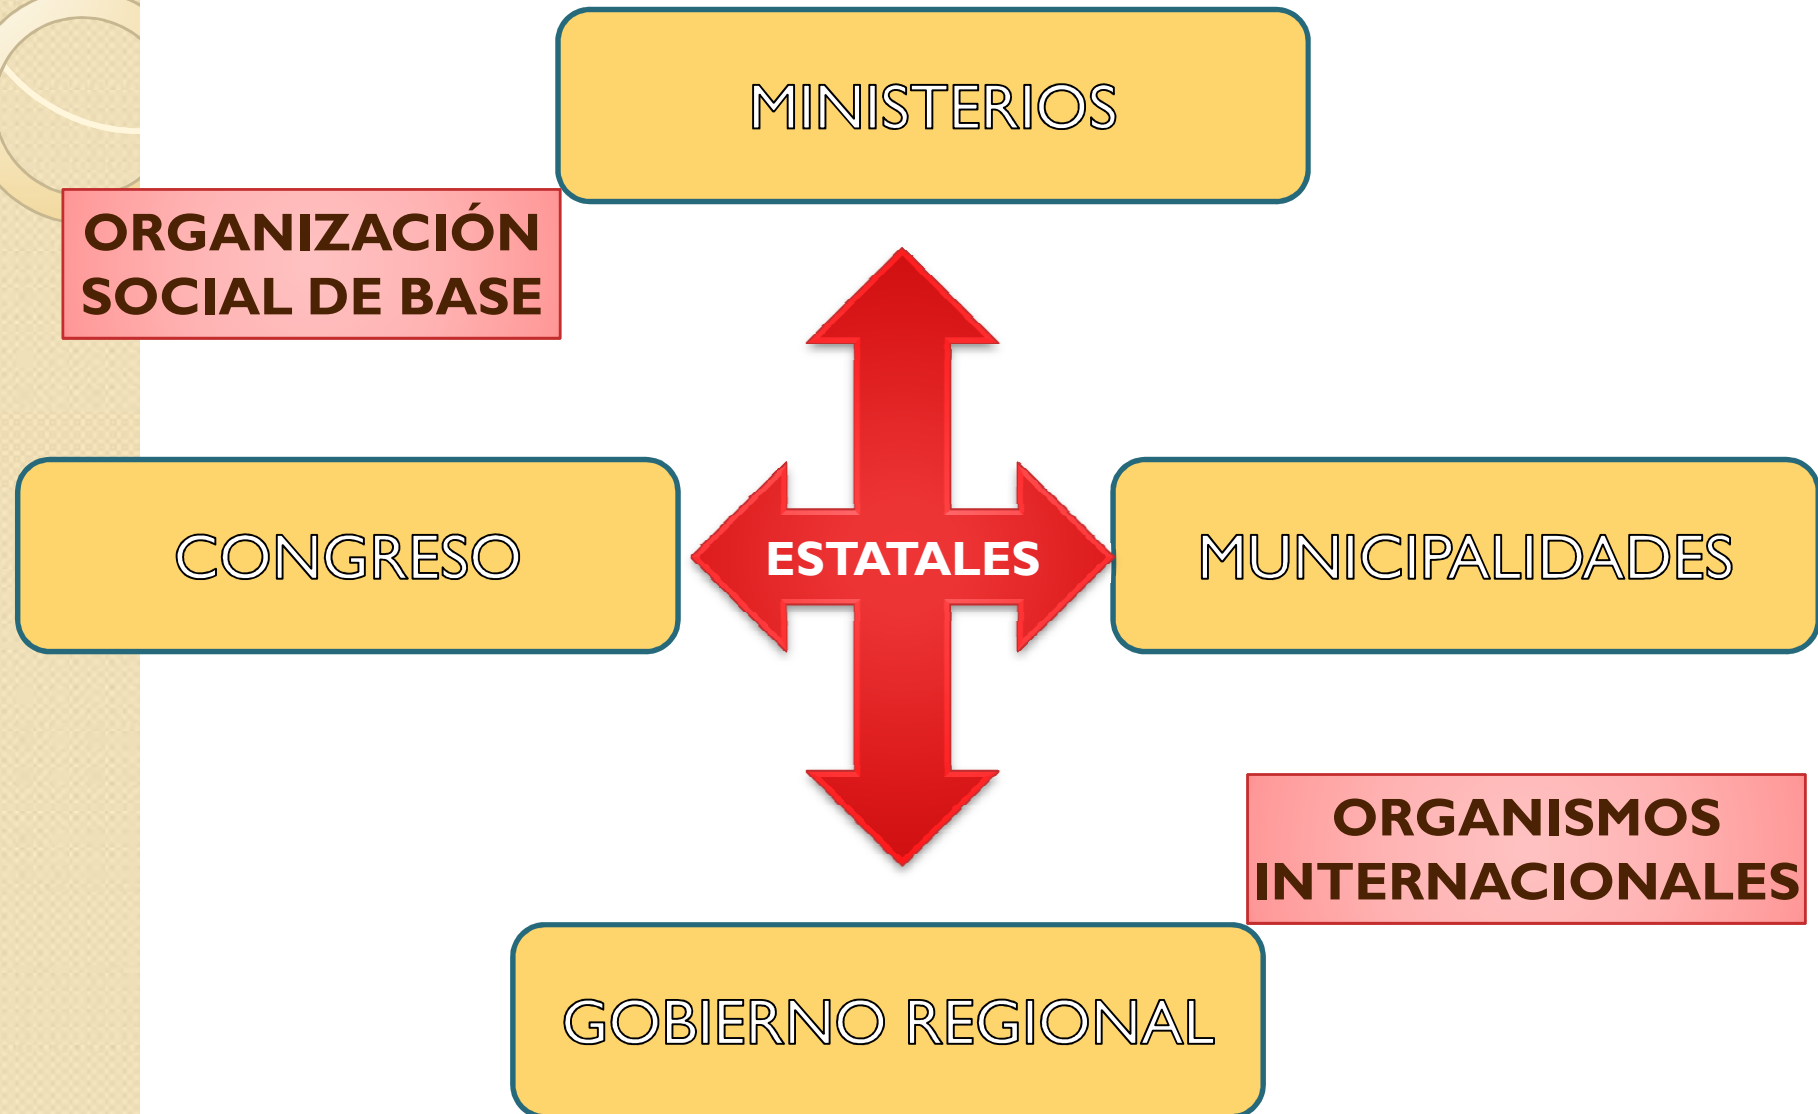 MINISTERIOS
ORGANIZACIÓN
SOCIAL DE BASE
CONGRESO
ESTATALES
MUNICIPALIDADES
ORGANISMOS
INTERNACIONALES
GOBIERNO REGIONAL